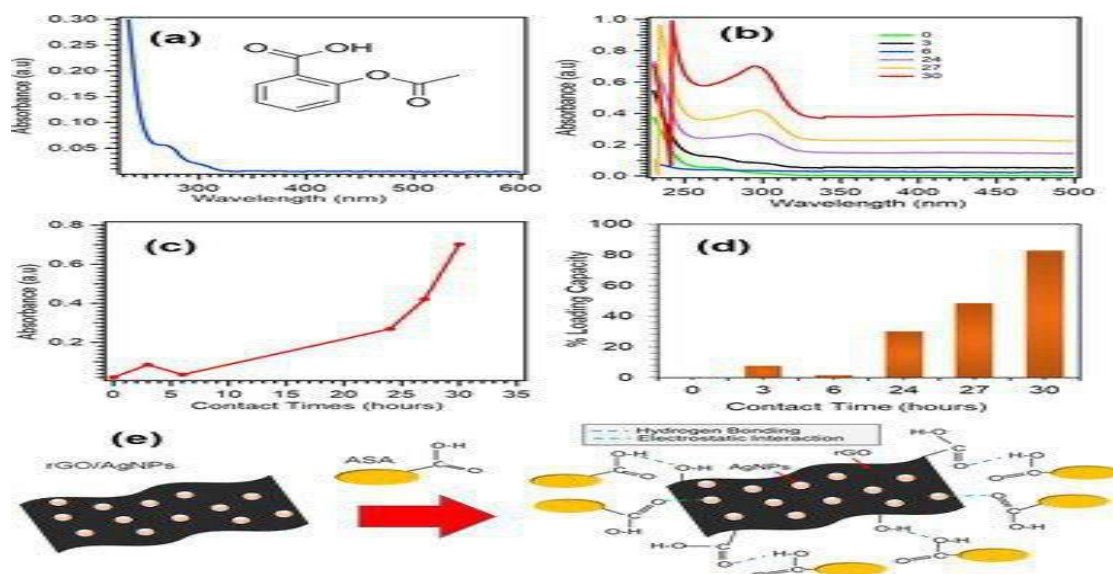 (a)
Absorbance (a.u)
0.30
0.25
0.20
0.15
0.10
0.05
300
400
500
600
Wavelength (nm)
O
OH
O
O
(b)
Absorbance (a.u)
1.0
0.8
0.6
0.4
0.2
0.0
250
300
350
400
450
500
Wavelength (nm)
0
3
6
24
27
30
(c)
Absorbance (a.u)
0.8
0.6
0.4
0.2
0
5
10
15
20
25
30
35
Contact Times (hours)
(d)
% Loading Capacity
100
80
60
40
20
0
0
3
6
24
27
30
Contact Time (hours)
(e)
rGO/AgNPs
ASA
O-H
C
O
Hydrogen Bonding
Electrostatic Interaction
AgNPs
rGO